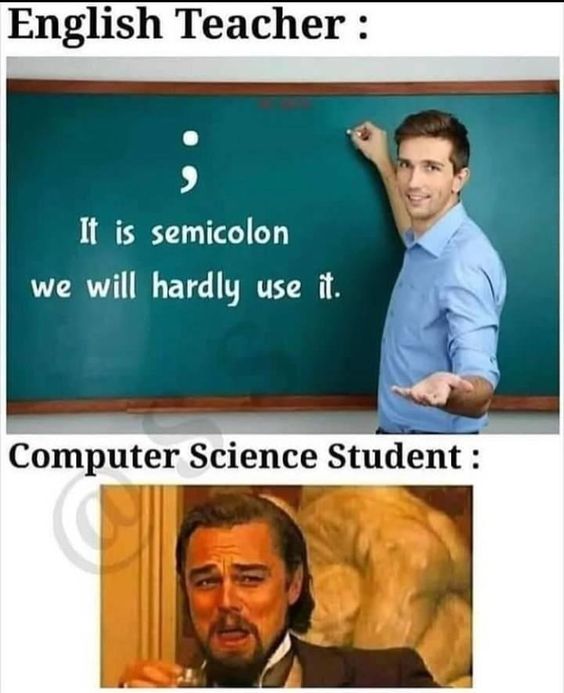 English Teacher :
;
It is semicolon
we will hardly use it.
Computer Science Student :